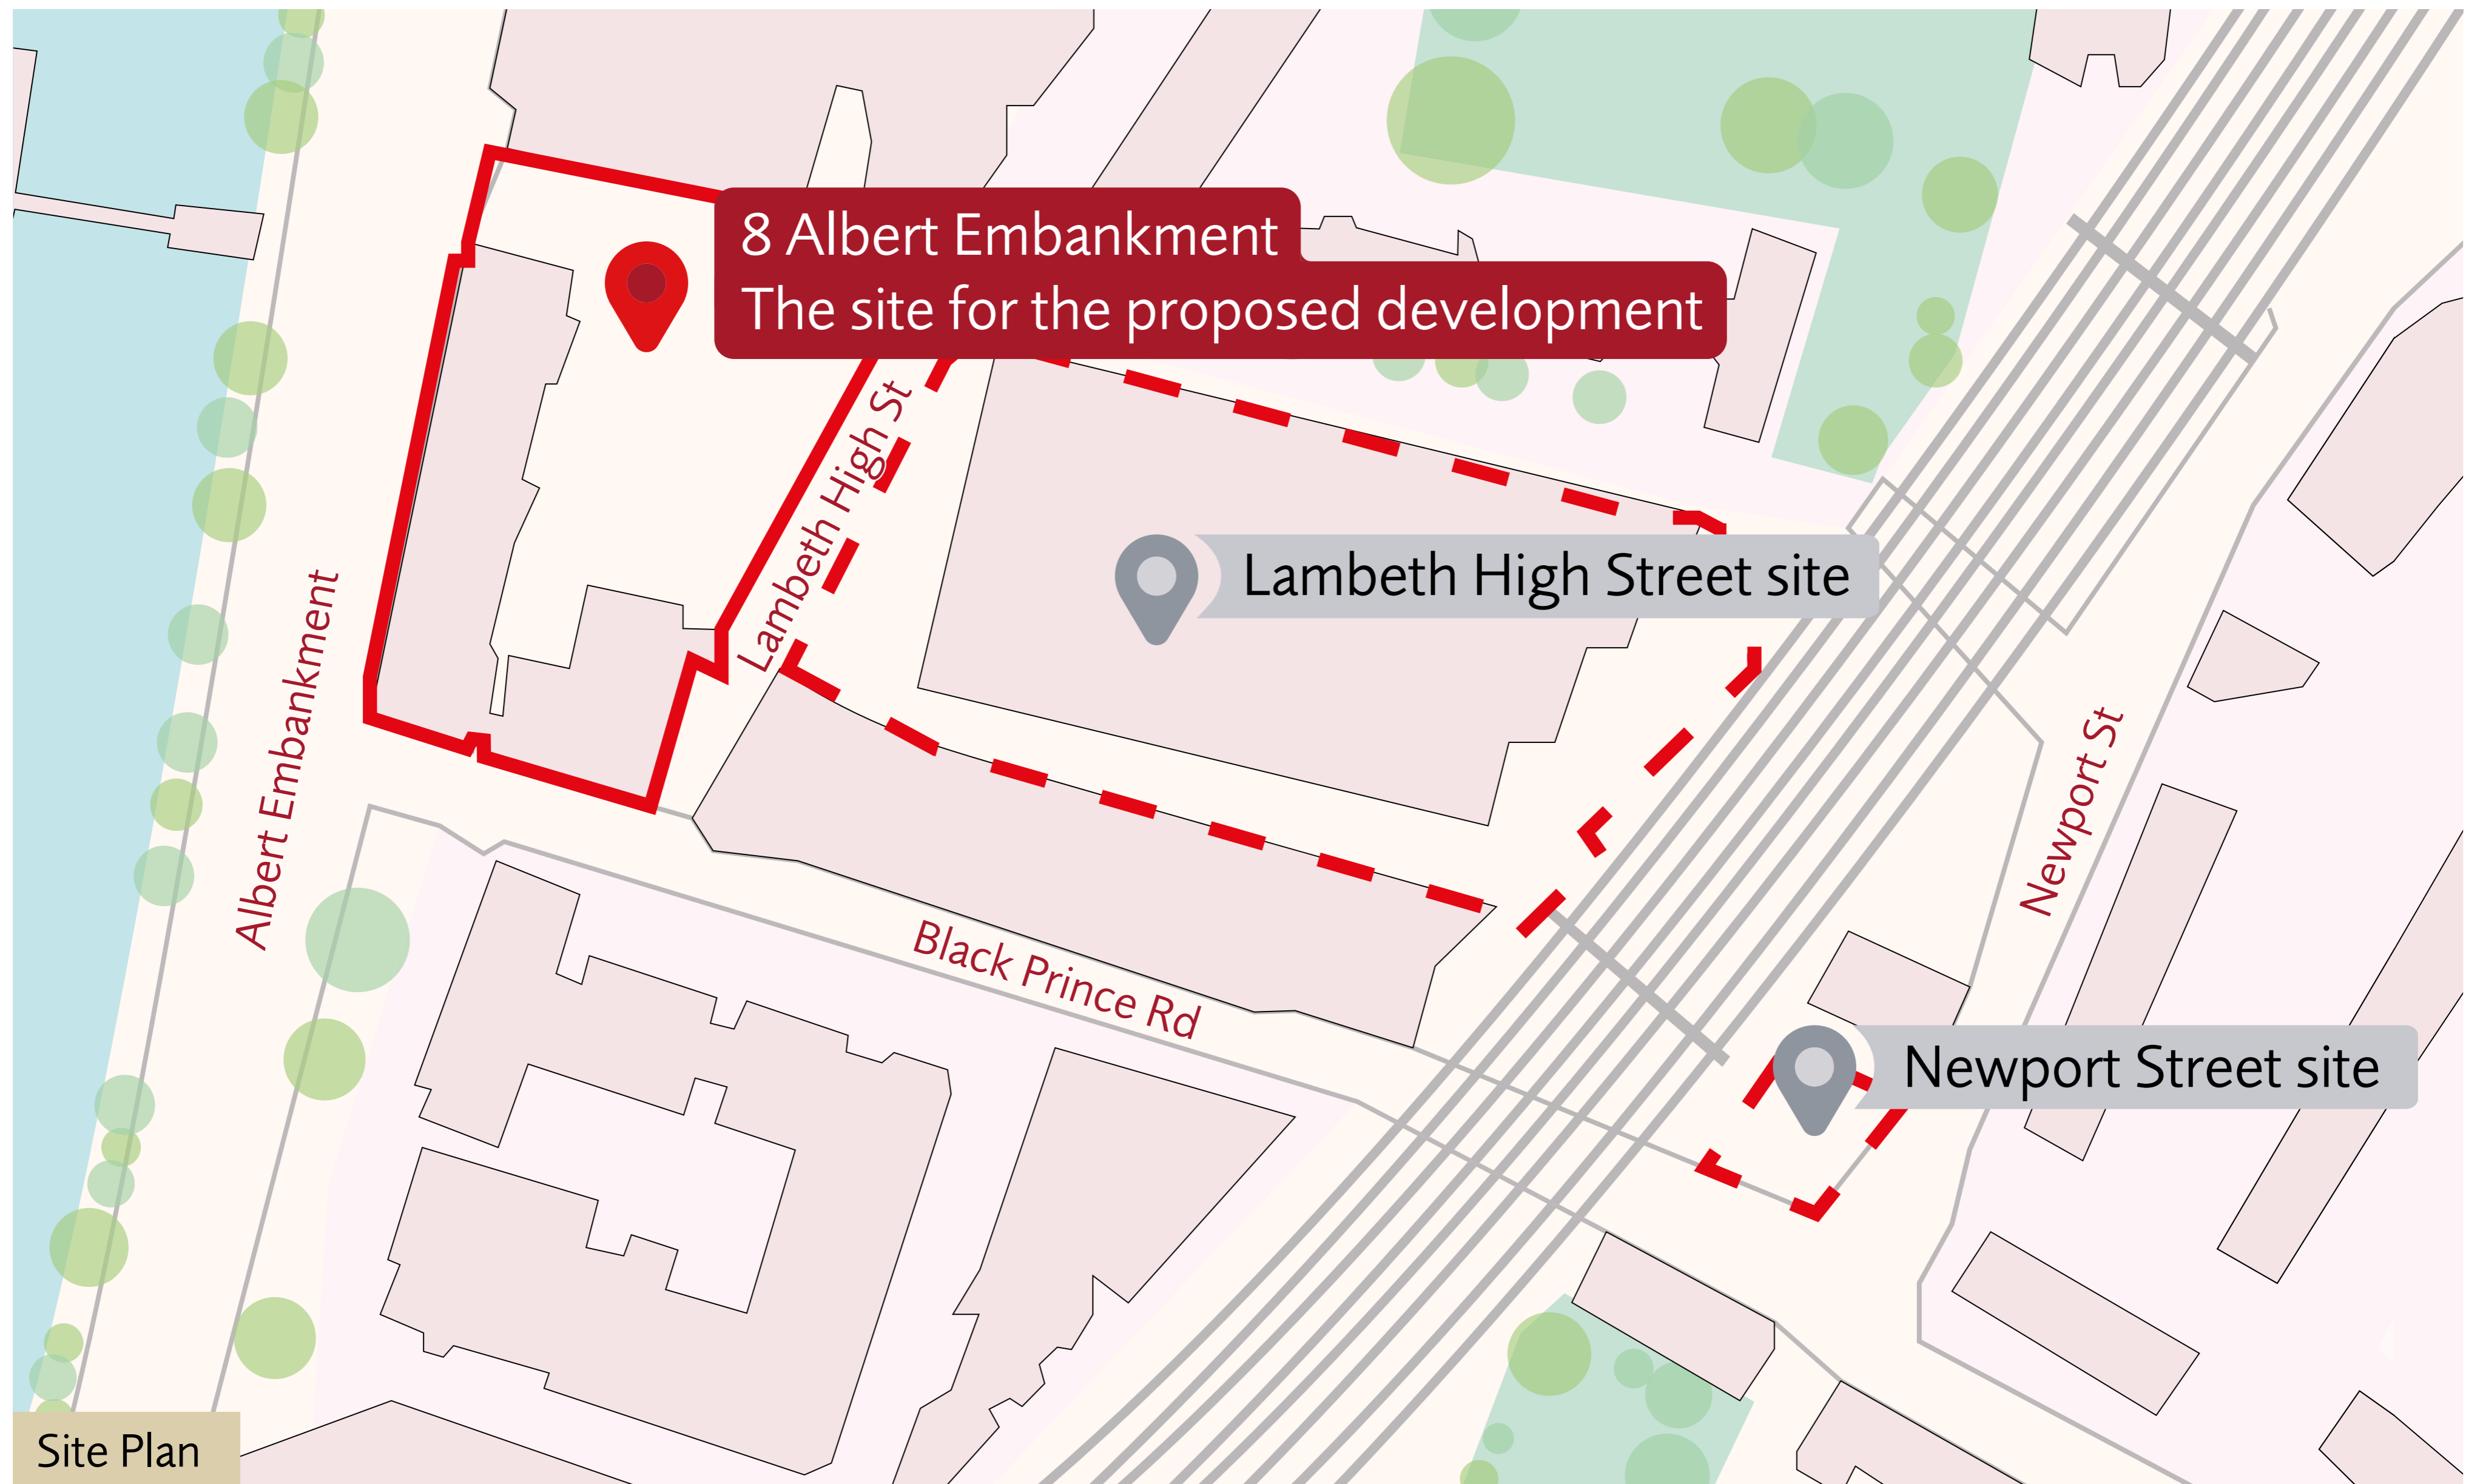 8 Albert Embankment
The site for the proposed development
Lambeth High St
Lambeth High Street site
Albert Embankment
Newport St
Black Prince Rd
Newport Street site
Site Plan